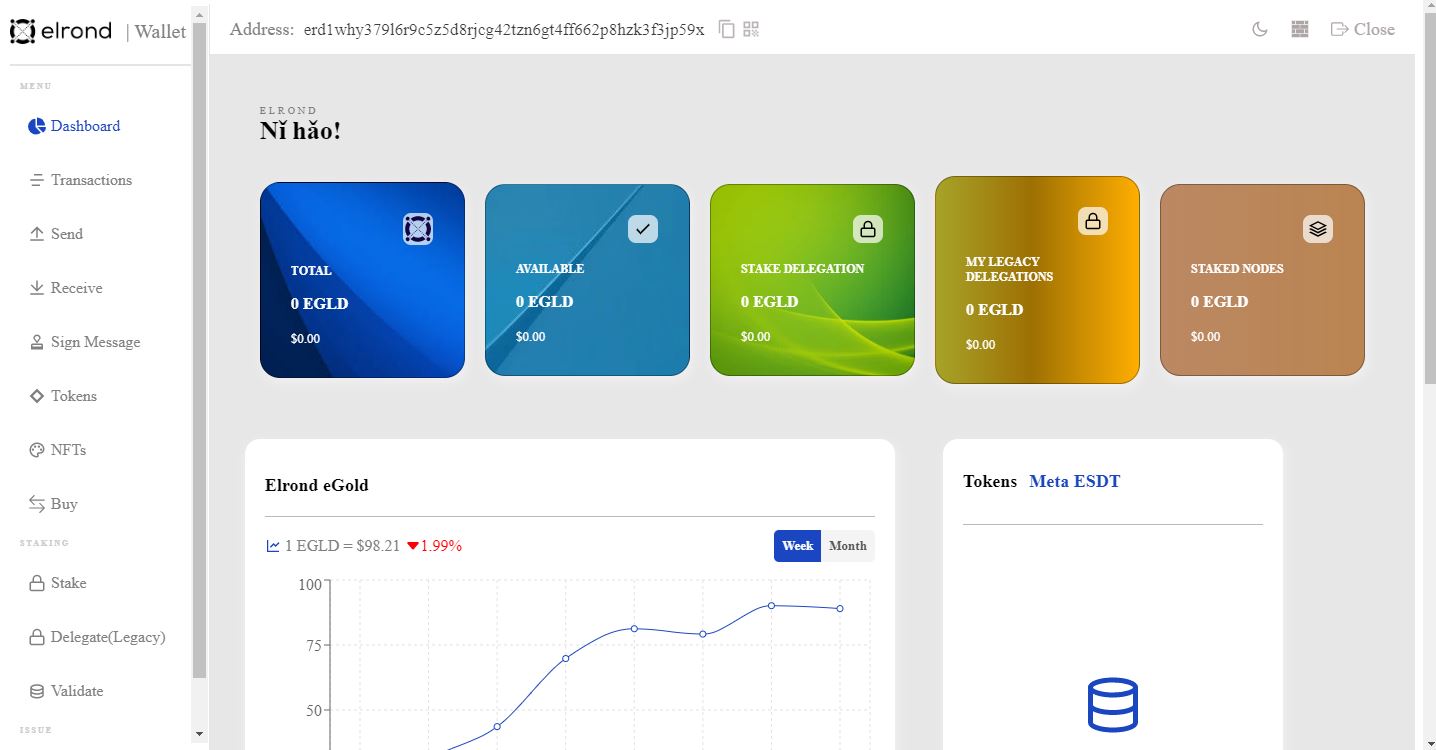 elrond | Wallet
MENU
Dashboard
Transactions
Send
Receive
Sign Message
Tokens
NFTs
Buy
STAKING
Stake
Delegate(Legacy)
Validate
ISSUE
Address: erd1why379l6r9c5z5d8rjcg42tzn6gt4ff662p8hzk3f3jp59x
Close
ELROND
Nǐ hǎo!
TOTAL
0 EGLD
$0.00
AVAILABLE
0 EGLD
$0.00
STAKE DELEGATION
0 EGLD
$0.00
MY LEGACY
DELEGATIONS
0 EGLD
$0.00
STAKED NODES
0 EGLD
$0.00
Elrond eGold
1 EGLD = $98.21 1.99%
Week Month
100
75
50
Tokens Meta ESDT